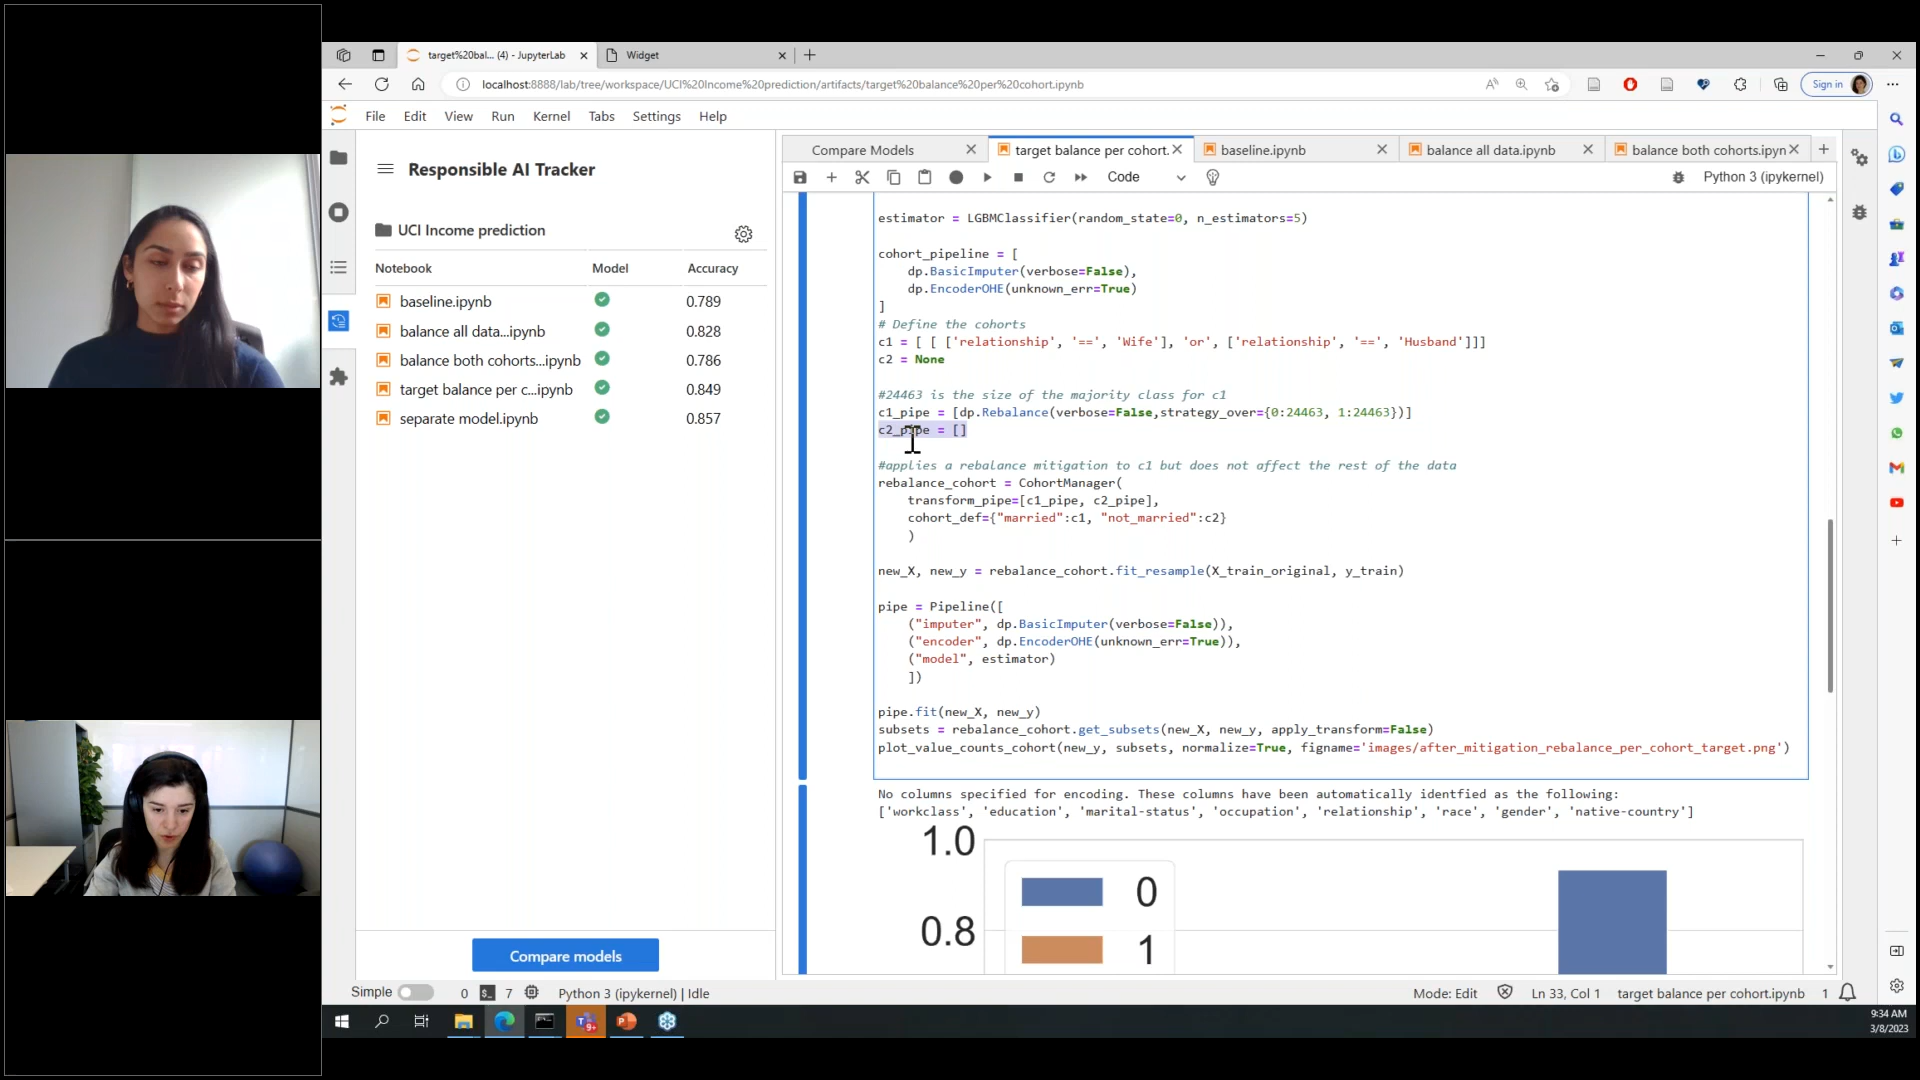 target%20bal... (4) - JupyterLab
Widget
localhost:8888/lab/tree/workspace/UCI%20Income%20prediction/artifacts/target%20balance%20per%20cohort.ipynb
Sign in
File Edit View Run Kernel Tabs Settings Help
Responsible AI Tracker
UCI Income prediction
Notebook Model Accuracy
baseline.ipynb 0.789
balance all data...ipynb 0.828
balance both cohorts...ipynb 0.786
target balance per c...ipynb 0.849
separate model.ipynb 0.857
Compare models
Compare Models
target balance per cohort.
baseline.ipynb
balance all data.ipynb
balance both cohorts.ipyn
Code
Python 3 (ipykernel)
estimator = LGBMClassifier(random_state=0, n_estimators=5)
cohort_pipeline = [
dp.BasicImputer(verbose=False),
dp.EncoderOHE(unknown_err=True)
]
# Define the cohorts
c1 = [ [ ['relationship', '==', 'Wife'], 'or', ['relationship', '==', 'Husband']]]
c2 = None
#24463 is the size of the majority class for c1
c1_pipe = [dp.Rebalance(verbose=False,strategy_over={0:24463, 1:24463})]
c2_pipe = []
#applies a rebalance mitigation to c1 but does not affect the rest of the data
rebalance_cohort = CohortManager(
transform_pipe=[c1_pipe, c2_pipe],
cohort_def={"married":c1, "not_married":c2}
)
new_X, new_y = rebalance_cohort.fit_resample(X_train_original, y_train)
pipe = Pipeline([
("imputer", dp.BasicImputer(verbose=False)),
("encoder", dp.EncoderOHE(unknown_err=True)),
("model", estimator)
])
pipe.fit(new_X, new_y)
subsets = rebalance_cohort.get_subsets(new_X, new_y, apply_transform=False)
plot_value_counts_cohort(new_y, subsets, normalize=True, figname='images/after_mitigation_rebalance_per_cohort_target.png')
No columns specified for encoding. These columns have been automatically identfied as the following:
['workclass', 'education', 'marital-status', 'occupation', 'relationship', 'race', 'gender', 'native-country']
1.0
0
0.8
1
Simple 0 7 Python 3 (ipykernel) | Idle
Mode: Edit Ln 33, Col 1 target balance per cohort.ipynb 1
9:34 AM
3/8/2023